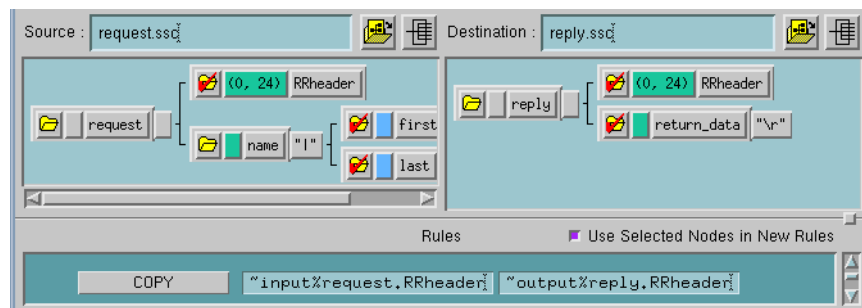 Source : request.ssc Destination : reply.ssc
(0, 24) RRheader (0, 24) RRheader
request reply
name "|" first return_data "\r"
last
Rules Use Selected Nodes in New Rules
COPY "~input%request.RRheader "~output%reply.RRheader